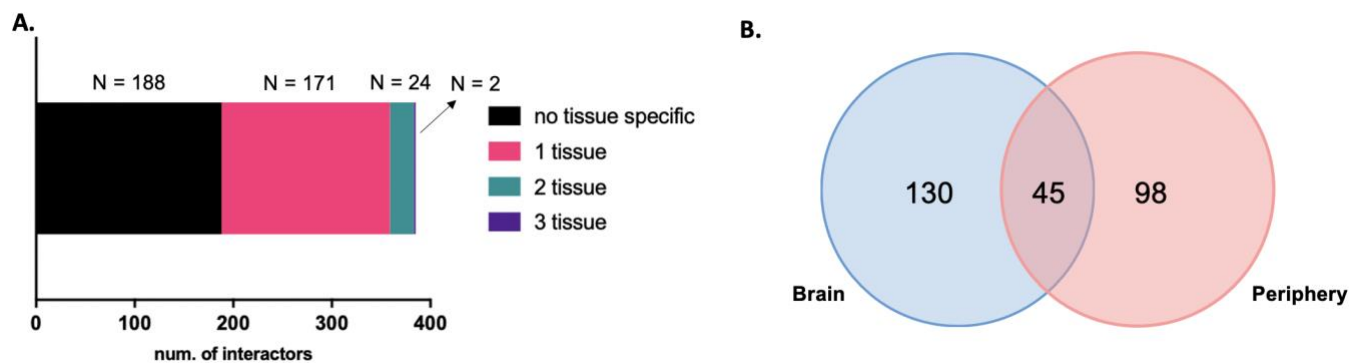 A.
N = 188
N = 171
N = 24
N = 2
no tissue specific
1 tissue
2 tissue
3 tissue
0 100 200 300 400
num. of interactors
B.
130
45
98
Brain
Periphery